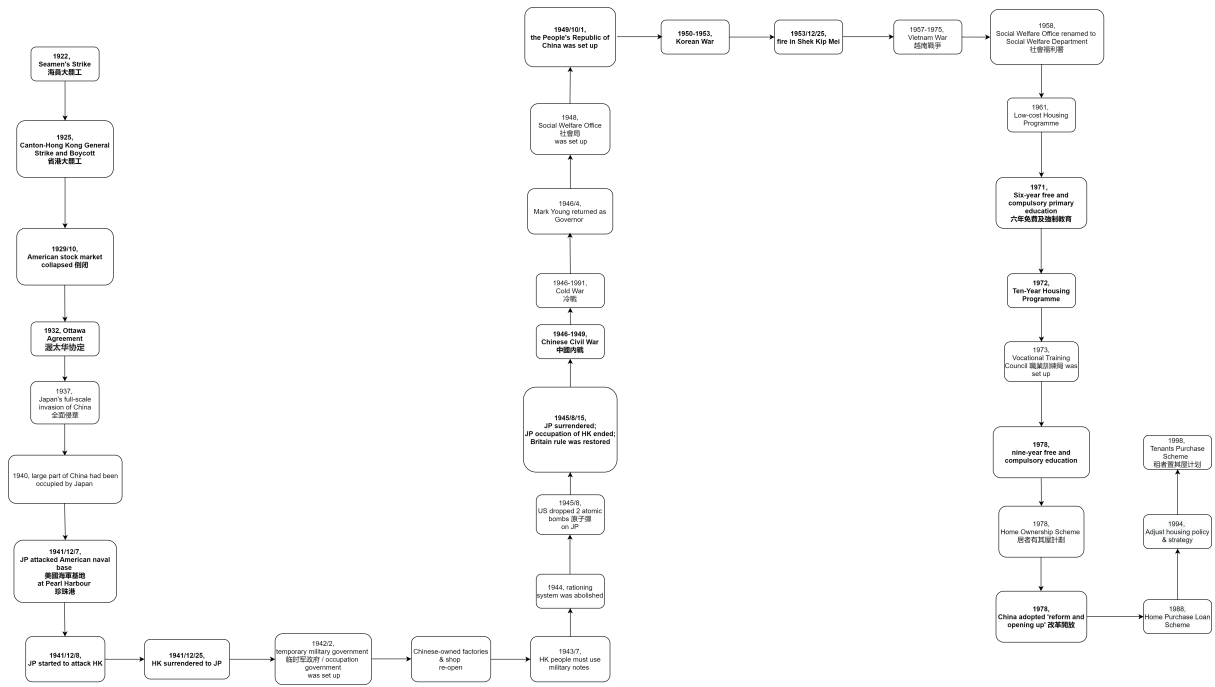 1922,
Seamen's Strike
海員大罷工
1925,
Canton-Hong Kong General
Strike and Boycott
省港大罷工
1929/10,
American stock market
collapsed 倒閉
1932, Ottawa
Agreement
渥太华协定
1937,
Japan's full-scale
invasion of China
全面侵華
1940, large part of China had been
occupied by Japan
1941/12/7,
JP attacked American naval
base
美國海軍基地
at Pearl Harbour
珍珠港
1941/12/8,
JP started to attack HK
1941/12/25,
HK surrendered to JP
1942/2,
temporary military government
临时军政府 / occupation
government
was set up
Chinese-owned factories
& shop
re-open
1943/7,
HK people must use
military notes
1944, rationing
system was abolished
1945/8,
US dropped 2 atomic
bombs 原子彈
on JP
1945/8/15,
JP surrendered;
JP occupation of HK ended;
Britain rule was restored
1946-1949,
Chinese Civil War
中國内戰
1946-1991,
Cold War
冷戰
1946/4,
Mark Young returned as
Governor
1948,
Social Welfare Office
社會局
was set up
1949/10/1,
the People's Republic of
China was set up
1950-1953,
Korean War
1953/12/25,
fire in Shek Kip Mei
1957-1975,
Vietnam War
越南戰爭
1958,
Social Welfare Office renamed to
Social Welfare Department
社會福利署
1961,
Low-cost Housing
Programme
1971,
Six-year free and
compulsory primary
education
六年免費及強制教育
1972,
Ten-Year Housing
Programme
1973,
Vocational Training
Council 職業訓練局 was
set up
1978,
nine-year free and
compulsory education
1978,
Home Ownership Scheme
居者有其屋計劃
1978,
China adopted 'reform and
opening up' 改革開放
1988,
Home Purchase Loan
Scheme
1994,
Adjust housing policy
& strategy
1998,
Tenants Purchase
Scheme
租者置其屋计划